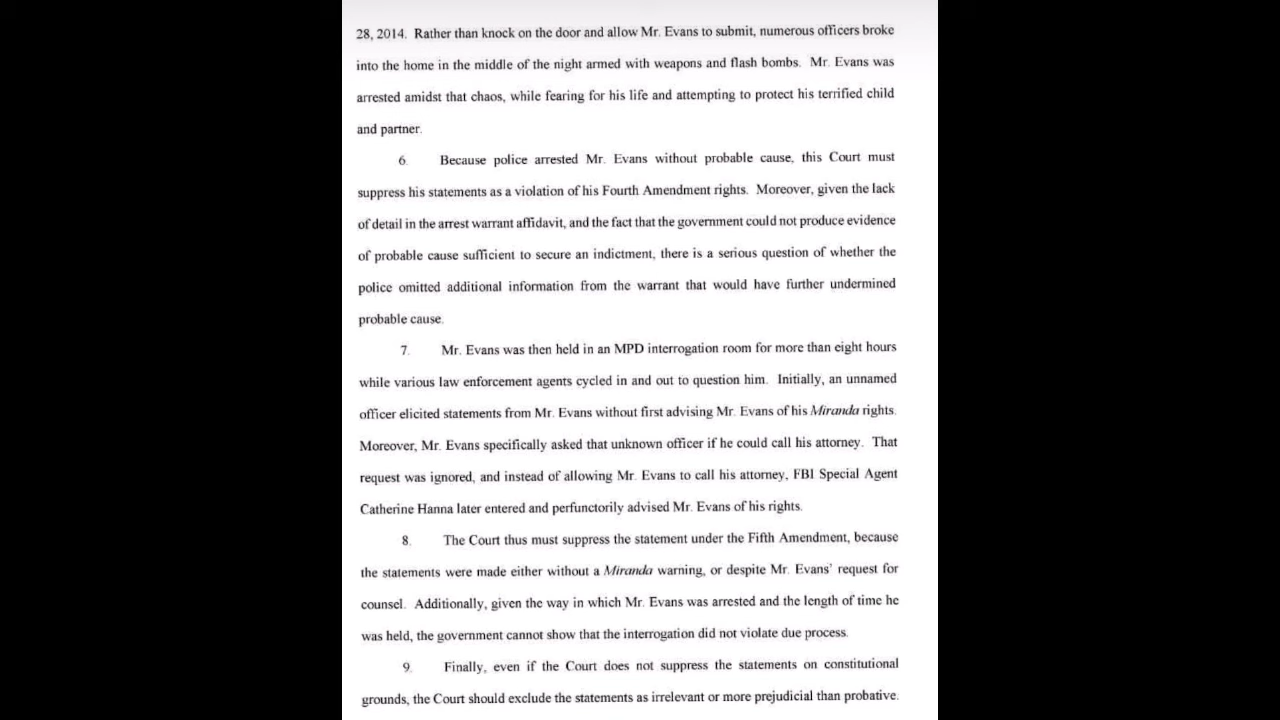 28, 2014. Rather than knock on the door and allow Mr. Evans to submit, numerous officers broke
into the home in the middle of the night armed with weapons and flash bombs. Mr. Evans was
arrested amidst that chaos, while fearing for his life and attempting to protect his terrified child
and partner.
6. Because police arrested Mr. Evans without probable cause, this Court must
suppress his statements as a violation of his Fourth Amendment rights. Moreover, given the lack
of detail in the arrest warrant affidavit, and the fact that the government could not produce evidence
of probable cause sufficient to secure an indictment, there is a serious question of whether the
police omitted additional information from the warrant that would have further undermined
probable cause.
7. Mr. Evans was then held in an MPD interrogation room for more than eight hours
while various law enforcement agents cycled in and out to question him. Initially, an unnamed
officer elicited statements from Mr. Evans without first advising Mr. Evans of his Miranda rights.
Moreover, Mr. Evans specifically asked that unknown officer if he could call his attorney. That
request was ignored, and instead of allowing Mr. Evans to call his attorney, FBI Special Agent
Catherine Hanna later entered and perfunctorily advised Mr. Evans of his rights.
8. The Court thus must suppress the statement under the Fifth Amendment, because
the statements were made either without a Miranda warning, or despite Mr. Evans' request for
counsel. Additionally, given the way in which Mr. Evans was arrested and the length of time he
was held, the government cannot show that the interrogation did not violate due process.
9. Finally, even if the Court does not suppress the statements on constitutional
grounds, the Court should exclude the statements as irrelevant or more prejudicial than probative.